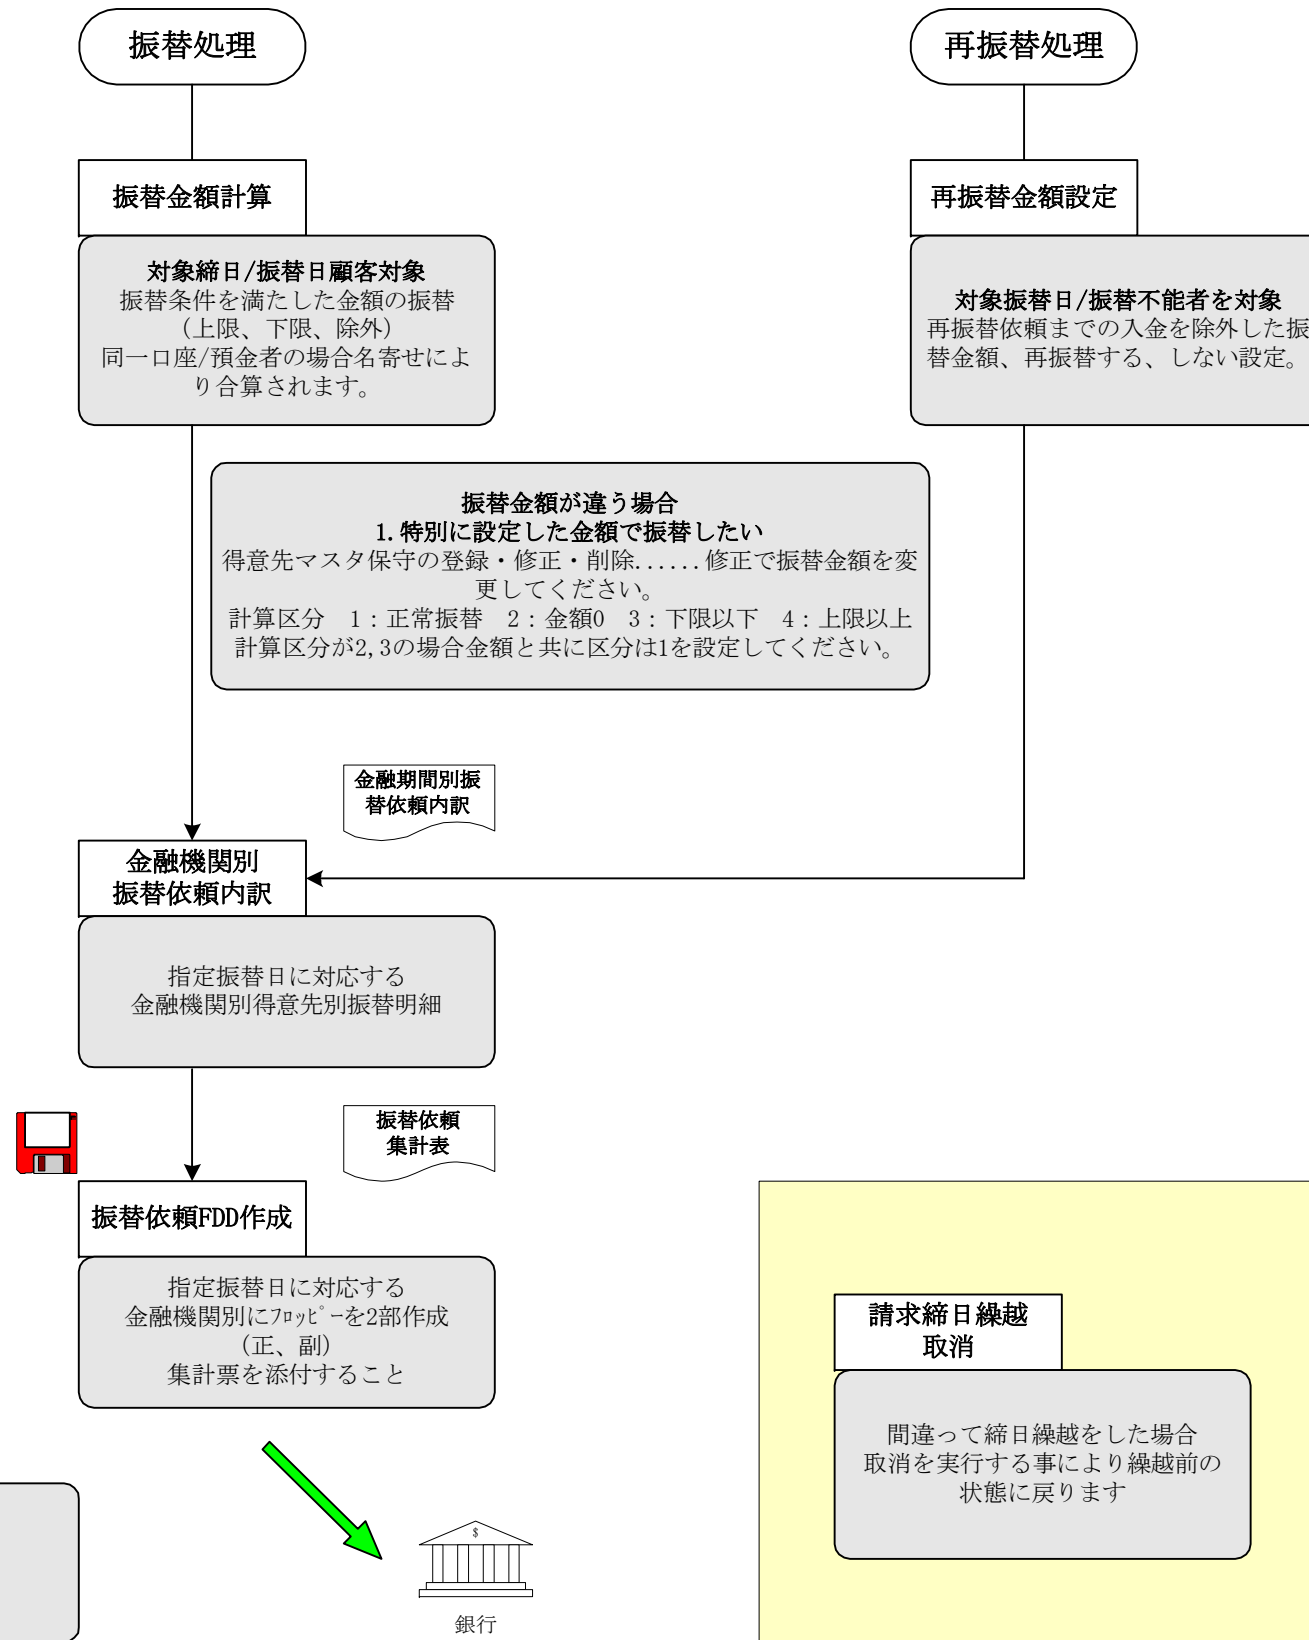 振替処理
再振替処理
振替金額計算
再振替金額設定
対象締日/振替日顧客対象
振替条件を満たした金額の振替
(上限、下限、除外)
同一口座/預金者の場合名寄せによ
り合算されます。
対象振替日/振替不能者を対象
再振替依頼までの入金を除外した振
替金額、再振替する、しない設定。
振替金額が違う場合
1.特別に設定した金額で振替したい
得意先マスタ保守の登録・修正・削除......修正で振替金額を変
更してください。
計算区分　1：正常振替　2：金額0　3：下限以下　4：上限以上
計算区分が2,3の場合金額と共に区分は1を設定してください。
金融期間別振
替依頼内訳
金融機関別
振替依頼内訳
指定振替日に対応する
金融機関別得意先別振替明細
振替依頼
集計表
振替依頼FDD作成
指定振替日に対応する
金融機関別にﾌﾛｯﾋﾟｰを2部作成
(正、副)
集計票を添付すること
請求締日繰越
取消
間違って締日繰越をした場合
取消を実行する事により繰越前の
状態に戻ります
$
銀行